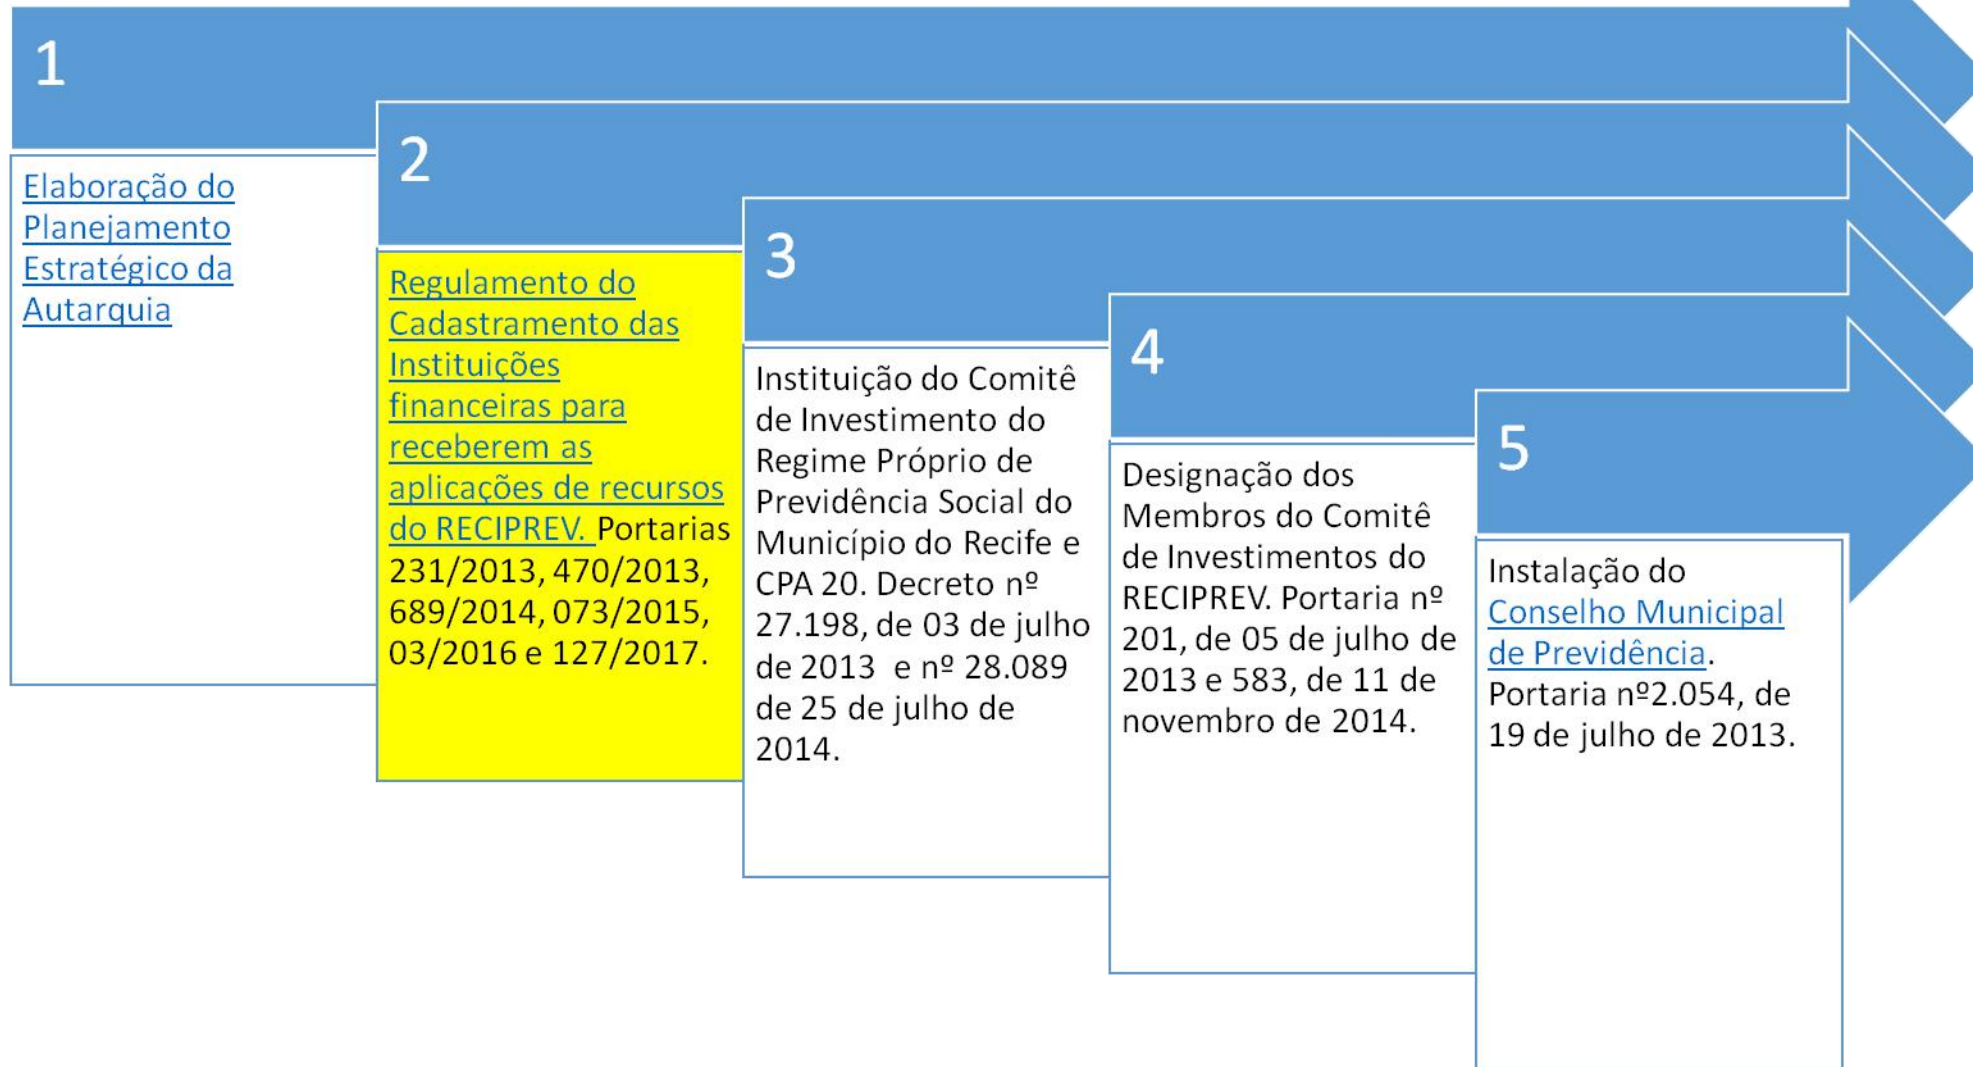 1
Elaboração do
Planejamento
Estratégico da
Autarquia
2
Regulamento do
Cadastramento das
Instituições
financeiras para
receberem as
aplicações de recursos
do RECIPREV. Portarias
231/2013, 470/2013,
689/2014, 073/2015,
03/2016 e 127/2017.
3
Instituição do Comitê
de Investimento do
Regime Próprio de
Previdência Social do
Município do Recife e
CPA 20. Decreto nº
27.198, de 03 de julho
de 2013 e nº 28.089
de 25 de julho de
2014.
4
Designação dos
Membros do Comitê
de Investimentos do
RECIPREV. Portaria nº
201, de 05 de julho de
2013 e 583, de 11 de
novembro de 2014.
5
Instalação do
Conselho Municipal
de Previdência.
Portaria nº2.054, de
19 de julho de 2013.